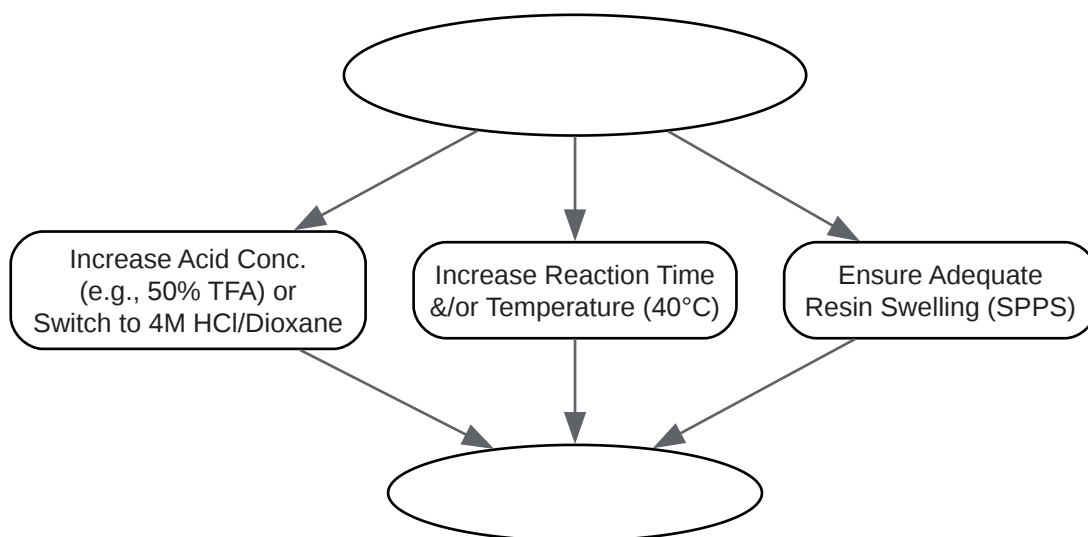 Increase Acid Conc.
(e.g., 50% TFA) or
Switch to 4M HCl/Dioxane
Increase Reaction Time
&/or Temperature (40°C)
Ensure Adequate
Resin Swelling (SPPS)